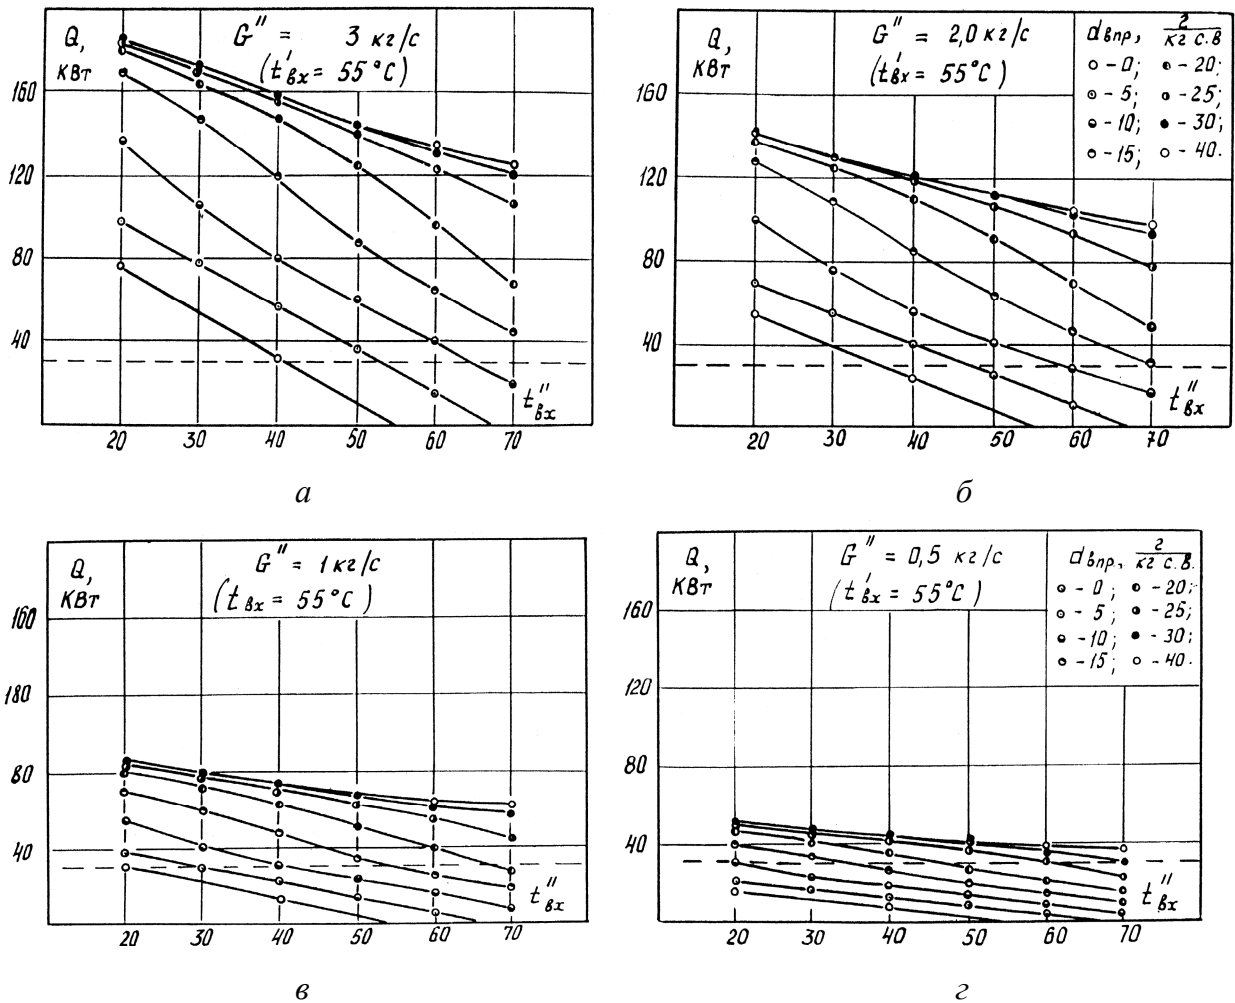 Q, КВт
G'' = 3 кг/с
(t'вх = 55°С)
160
120
80
40
t''вх
20 30 40 50 60 70
а
Q, КВт
G'' = 2,0 кг/с
(t'вх = 55°С)
dвпр, г/кг с.в
-0; -20;
-5; -25;
-10; -30;
-15; -40.
160
120
80
40
t''вх
20 30 40 50 60 70
б
Q, КВт
G'' = 1 кг/с
(t'вх = 55°С)
160
180
80
40
t''вх
20 30 40 50 60 70
в
Q, КВт
G'' = 0,5 кг/с
(t'вх = 55°С)
dвпр, г/кг с.в.
-0; -20;
-5; -25;
-10; -30;
-15; -40.
160
120
80
40
t''вх
20 30 40 50 60 70
г